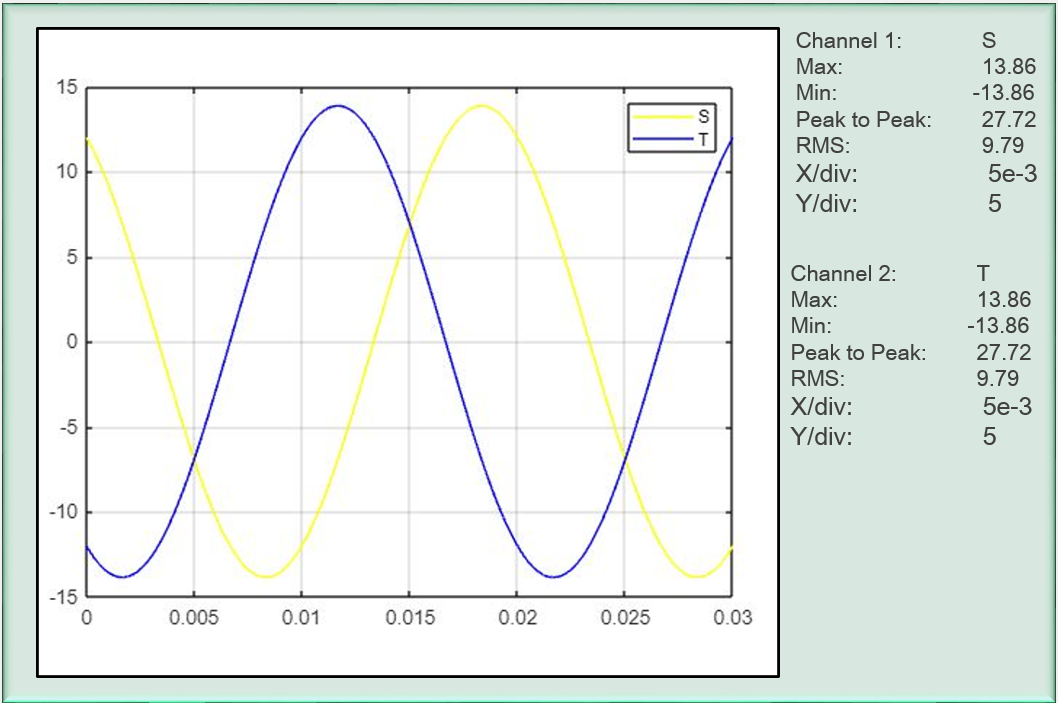 15
10
5
0
-5
-10
-15
0 0.005 0.01 0.015 0.02 0.025 0.03
S
T
Channel 1: S
Max: 13.86
Min: -13.86
Peak to Peak: 27.72
RMS: 9.79
X/div: 5e-3
Y/div: 5
Channel 2: T
Max: 13.86
Min: -13.86
Peak to Peak: 27.72
RMS: 9.79
X/div: 5e-3
Y/div: 5